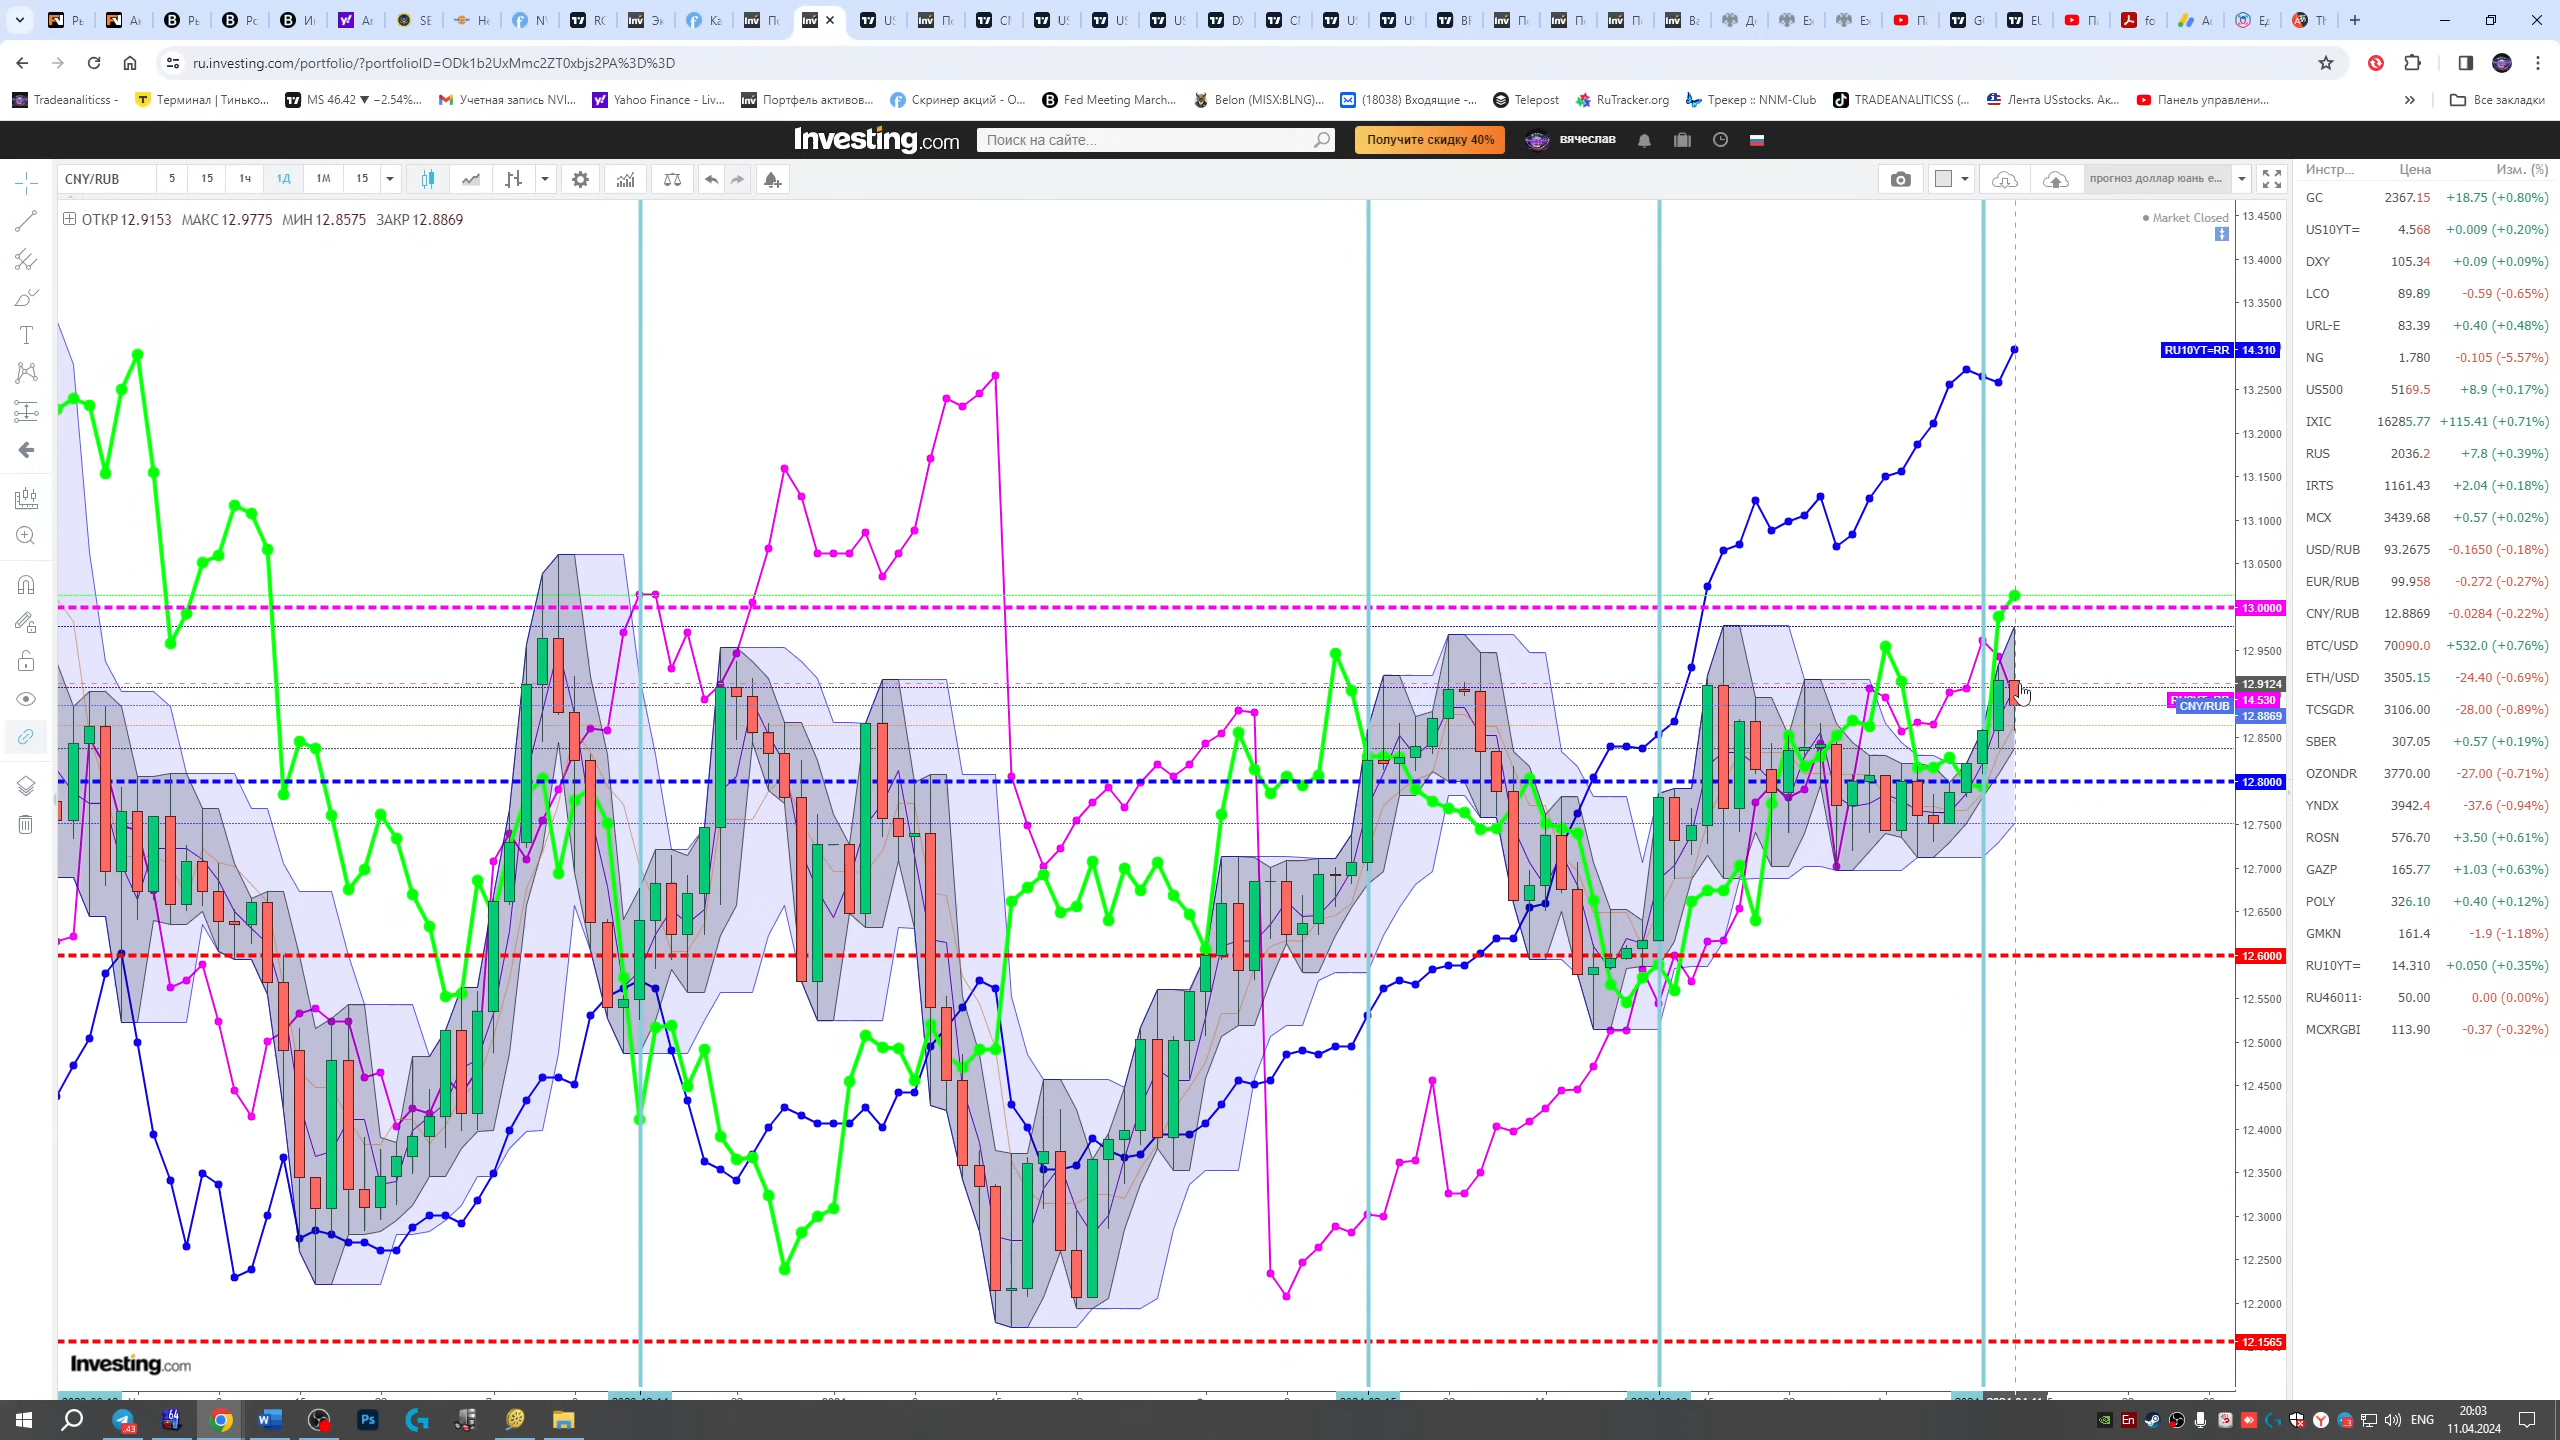 ru.investing.com/portfolio/?portfolioID=ODk1b2UxMmc2ZT0xbjs2PA%3D%3D
Tradeanaliticss - Терминал | Тинько... MS 46.42 ▼ −2.54%... Учетная запись NVI... Yahoo Finance - Liv... Портфель активов... Скринер акций - O... Fed Meeting March... Belon (MISX:BLNG)... (18038) Входящие -... Telepost RuTracker.org Трекер :: NNM-Club TRADEANALITICSS (... Лента USstocks. Ак... Панель управлени... » Все закладки
Investing.com Поиск на сайте... Получите скидку 40% вячеслав
CNY/RUB 5 15 1ч 1Д 1М 15 прогноз доллар юань е...
ОТКР 12.9153 МАКС 12.9775 МИН 12.8575 ЗАКР 12.8869
Market Closed
13.4500
13.4000
13.3500
RU10YT=RR 14.310
13.2500
13.2000
13.1500
13.1000
13.0500
13.0000
12.9500
12.9124
14.530
CNY/RUB
12.8869
12.8500
12.8000
12.7500
12.7000
12.6500
12.6000
12.5500
12.5000
12.4500
12.4000
12.3500
12.3000
12.2500
12.2000
12.1565
Investing.com
Инстр... Цена Изм. (%)
GC 2367.15 +18.75 (+0.80%)
US10YT= 4.568 +0.009 (+0.20%)
DXY 105.34 +0.09 (+0.09%)
LCO 89.89 -0.59 (-0.65%)
URL-E 83.39 +0.40 (+0.48%)
NG 1.780 -0.105 (-5.57%)
US500 5169.5 +8.9 (+0.17%)
IXIC 16285.77 +115.41 (+0.71%)
RUS 2036.2 +7.8 (+0.39%)
IRTS 1161.43 +2.04 (+0.18%)
MCX 3439.68 +0.57 (+0.02%)
USD/RUB 93.2675 -0.1650 (-0.18%)
EUR/RUB 99.958 -0.272 (-0.27%)
CNY/RUB 12.8869 -0.0284 (-0.22%)
BTC/USD 70090.0 +532.0 (+0.76%)
ETH/USD 3505.15 -24.40 (-0.69%)
TCSGDR 3106.00 -28.00 (-0.89%)
SBER 307.05 +0.57 (+0.19%)
OZONDR 3770.00 -27.00 (-0.71%)
YNDX 3942.4 -37.6 (-0.94%)
ROSN 576.70 +3.50 (+0.61%)
GAZP 165.77 +1.03 (+0.63%)
POLY 326.10 +0.40 (+0.12%)
GMKN 161.4 -1.9 (-1.18%)
RU10YT= 14.310 +0.050 (+0.35%)
RU46011: 50.00 0.00 (0.00%)
MCXRGBI 113.90 -0.37 (-0.32%)
ENG
20:03
11.04.2024